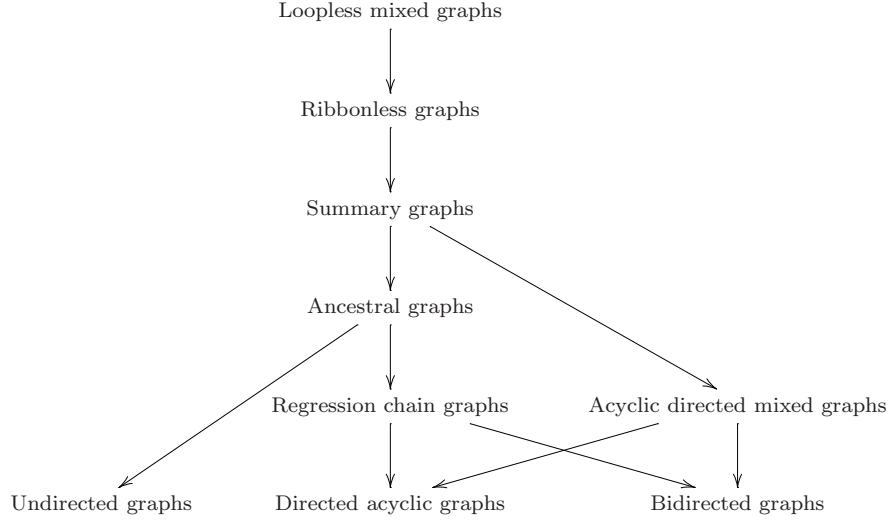 Loopless mixed graphs
Ribbonless graphs
Summary graphs
Ancestral graphs
Regression chain graphs
Acyclic directed mixed graphs
Undirected graphs
Directed acyclic graphs
Bidirected graphs